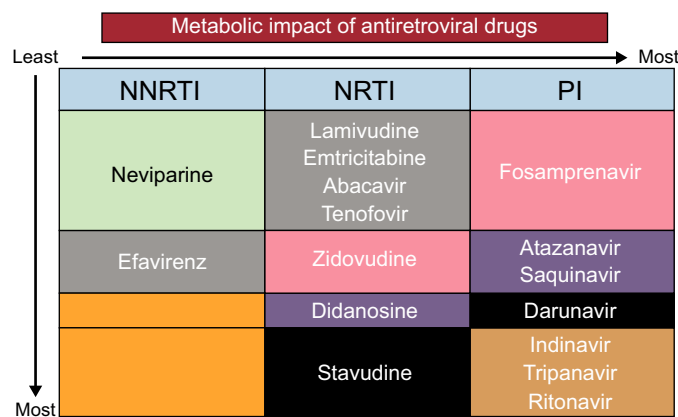 Metabolic impact of antiretroviral drugs
Least
Most
NNRTI
NRTI
PI
Neviparine
Lamivudine
Emtricitabine
Abacavir
Tenofovir
Fosamprenavir
Efavirenz
Zidovudine
Atazanavir
Saquinavir
Didanosine
Darunavir
Stavudine
Indinavir
Tripanavir
Ritonavir
Most